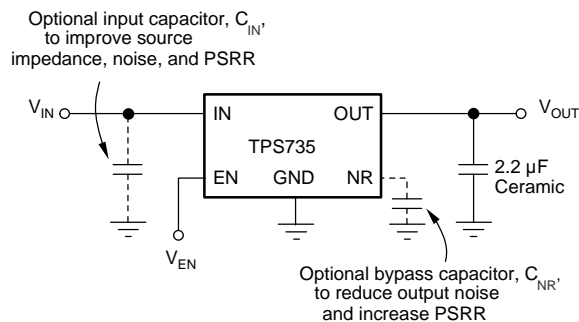 Optional input capacitor, C_IN,
to improve source
impedance, noise, and PSRR
V_IN
IN
OUT
V_OUT
TPS735
EN
GND
NR
2.2 µF
Ceramic
V_EN
Optional bypass capacitor, C_NR,
to reduce output noise
and increase PSRR